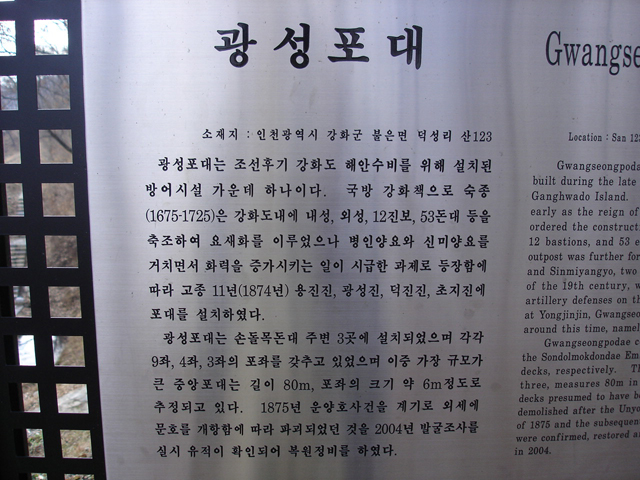 광성포대
소재지 : 인천광역시 강화군 불은면 덕성리 산123
광성포대는 조선후기 강화도 해안수비를 위해 설치된
방어시설 가운데 하나이다. 국방 강화책으로 숙종
(1675-1725)은 강화도내에 내성, 외성, 12진보, 53돈대 등을
축조하여 요새화를 이루었으나 병인양요와 신미양요를
거치면서 화력을 증가시키는 일이 시급한 과제로 등장함에
따라 고종 11년(1874년) 용진진, 광성진, 덕진진, 초지진에
포대를 설치하였다.
광성포대는 손돌목돈대 주변 3곳에 설치되었으며 각각
9좌, 4좌, 3좌의 포좌를 갖추고 있었으며 이중 가장 규모가
큰 중앙포대는 길이 80m, 포좌의 크기 약 6m정도로
추정되고 있다. 1875년 운양호사건을 계기로 외세에
문호를 개항함에 따라 파괴되었던 것을 2004년 발굴조사를
실시 유적이 확인되어 복원정비를 하였다.
Gwangse
Location : San 123
Gwangseongpoda
built during the late
Ganghwado Island.
early as the reign of
ordered the constructi
12 bastions, and 53 e
outpost was further for
and Sinmiyangyo, two
of the 19th century, w
artillery defenses on th
at Yongjinjin, Gwangseo
around this time, namel
Gwangseongpodae c
the Sondolmokdondae Em
decks, respectively. Th
three, measures 80m in
decks presumed to have be
demolished after the Unyo
of 1875 and the subsequen
were confirmed, restored a
in 2004.